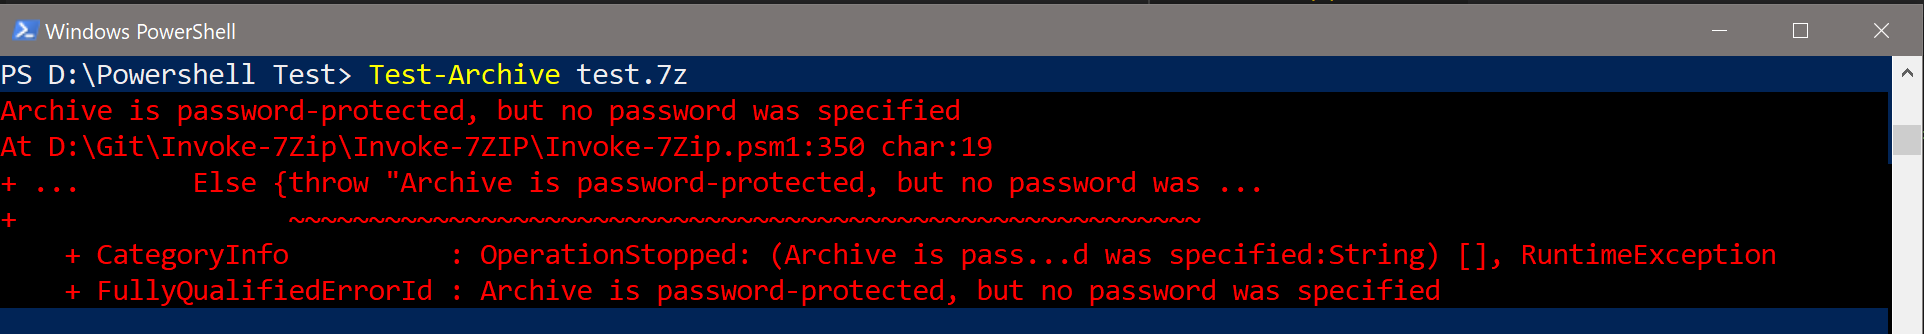 Windows PowerShell
PS D:\Powershell Test> Test-Archive test.7z
Archive is password-protected, but no password was specified
At D:\Git\Invoke-7Zip\Invoke-7ZIP\Invoke-7Zip.psm1:350 char:19
+ ...       Else {throw "Archive is password-protected, but no password was ...
+                 ~~~~~~~~~~~~~~~~~~~~~~~~~~~~~~~~~~~~~~~~~~~~~~~~~~~~~~~~~
    + CategoryInfo          : OperationStopped: (Archive is pass...d was specified:String) [], RuntimeException
    + FullyQualifiedErrorId : Archive is password-protected, but no password was specified